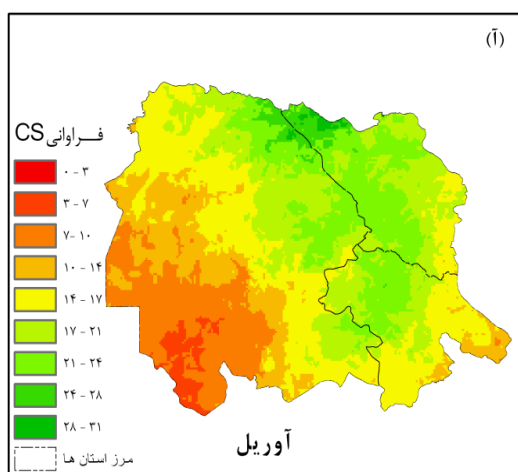 (آ)
فراوانی CS
۰ - ۳
۳ - ۷
۷ - ۱۰
۱۰ - ۱۴
۱۴ - ۱۷
۱۷ - ۲۱
۲۱ - ۲۴
۲۴ - ۲۸
۲۸ - ۳۱
مرز استان ها
آوریل